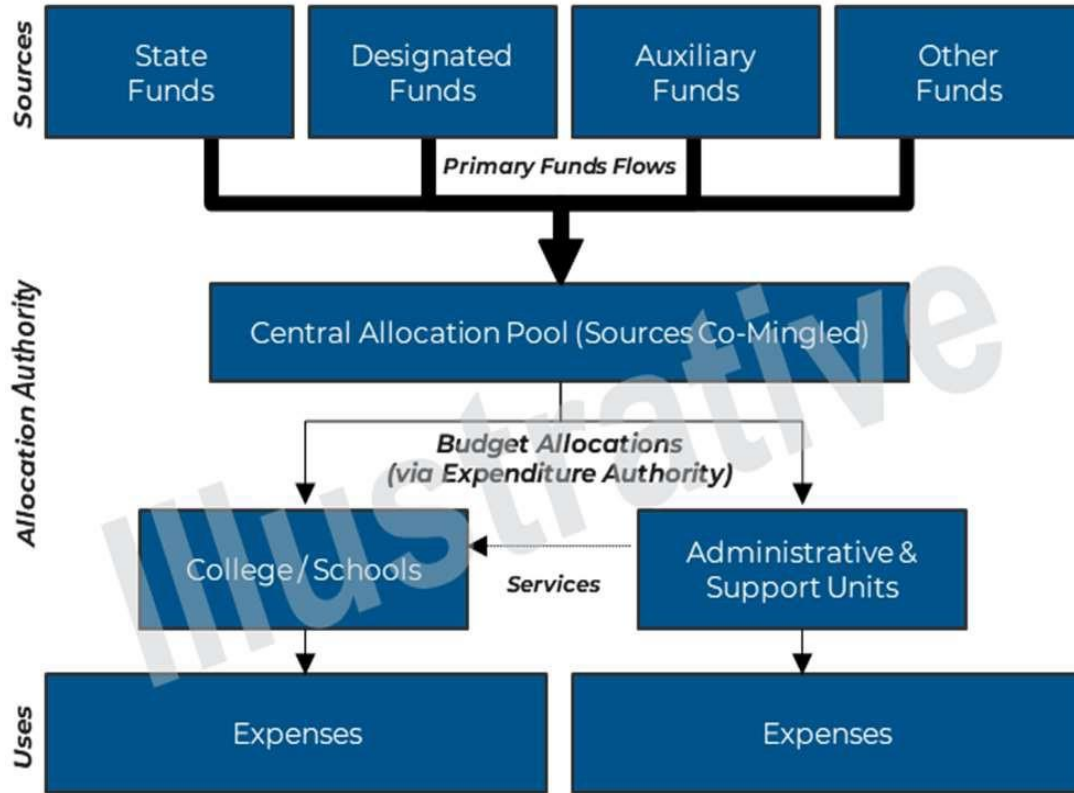 Sources
State
Funds
Designated
Funds
Auxiliary
Funds
Other
Funds
Primary Funds Flows
Allocation Authority
Central Allocation Pool (Sources Co-Mingled)
Budget Allocations
(via Expenditure Authority)
College / Schools
Services
Administrative &
Support Units
Uses
Expenses
Expenses
Illustrative